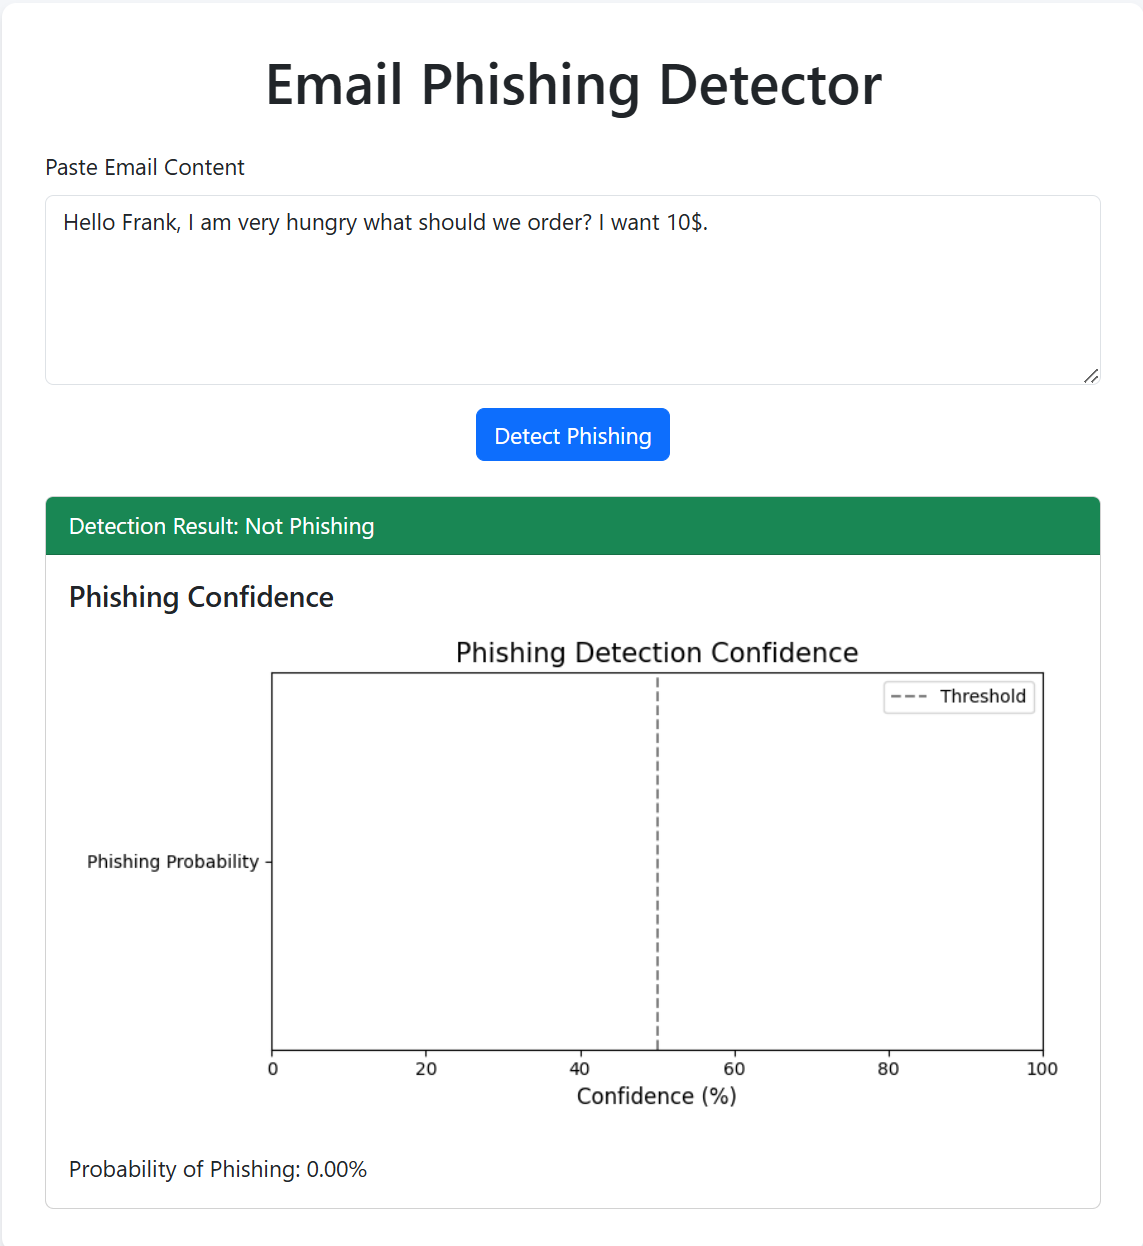 Email Phishing Detector
Paste Email Content
Hello Frank, I am very hungry what should we order? I want 10$.
Detect Phishing
Detection Result: Not Phishing
Phishing Confidence
Phishing Detection Confidence
Threshold
Phishing Probability
0 20 40 60 80 100
Confidence (%)
Probability of Phishing: 0.00%